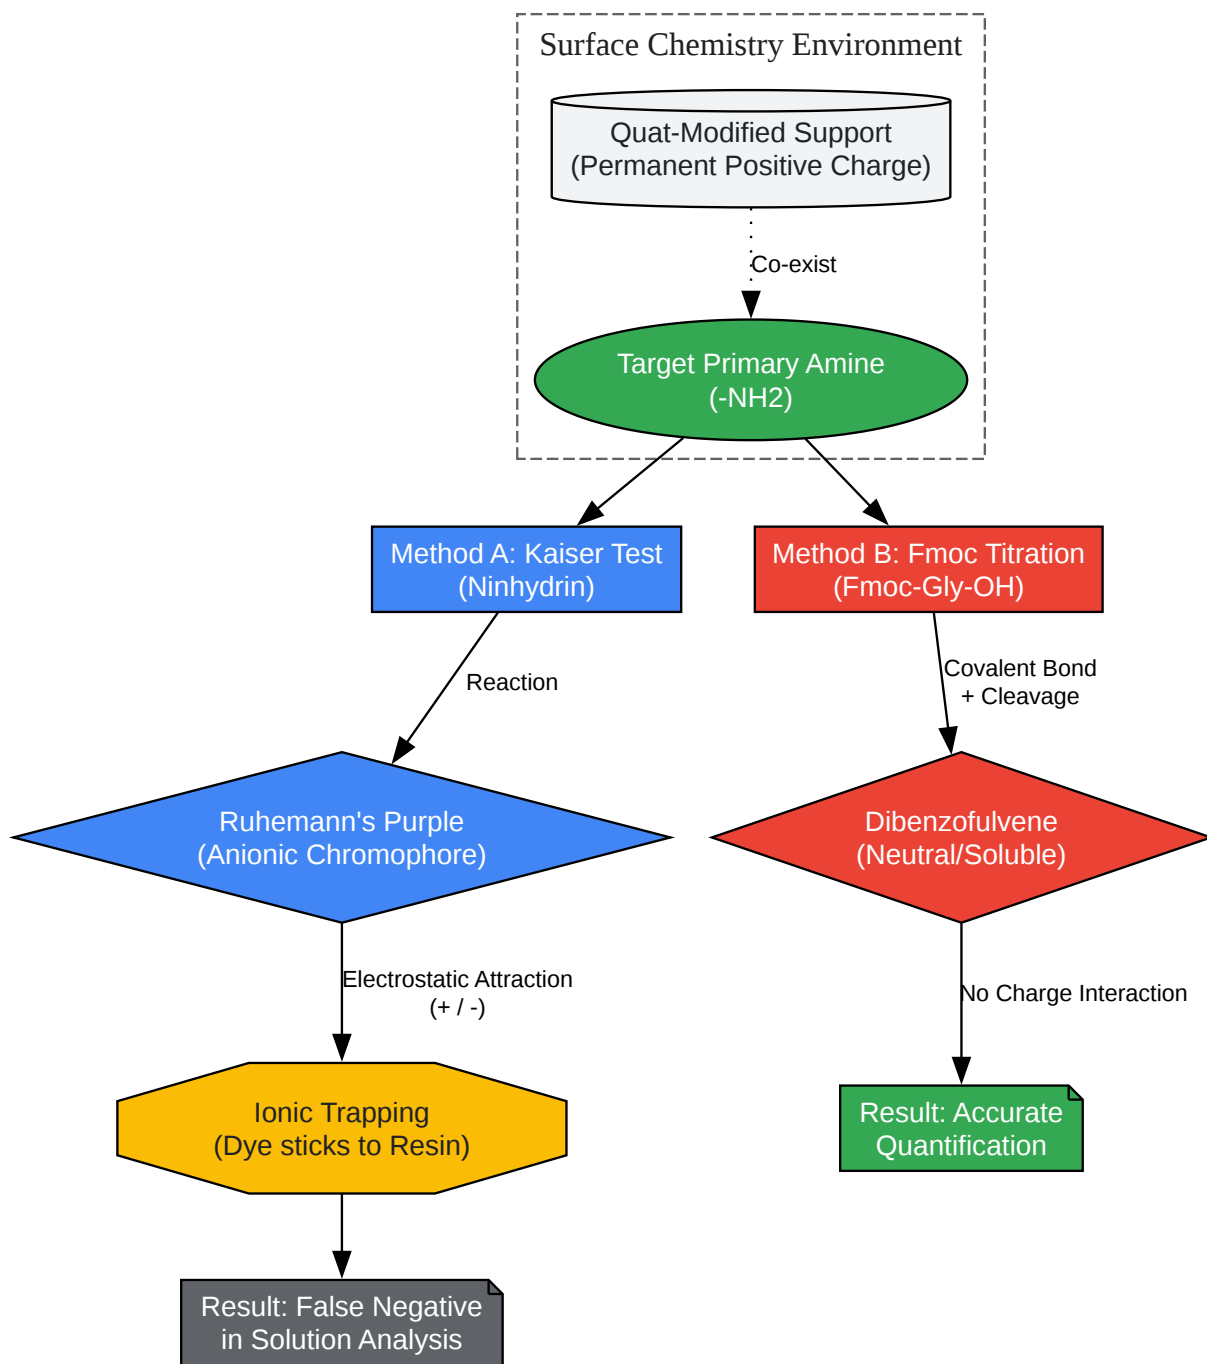 Surface Chemistry Environment
Quat-Modified Support
(Permanent Positive Charge)
Co-exist
Target Primary Amine
(-NH2)
Method A: Kaiser Test
(Ninhydrin)
Method B: Fmoc Titration
(Fmoc-Gly-OH)
Reaction
Covalent Bond
+ Cleavage
Ruhemann's Purple
(Anionic Chromophore)
Dibenzofulvene
(Neutral/Soluble)
Electrostatic Attraction
(+ / -)
No Charge Interaction
Ionic Trapping
(Dye sticks to Resin)
Result: Accurate
Quantification
Result: False Negative
in Solution Analysis